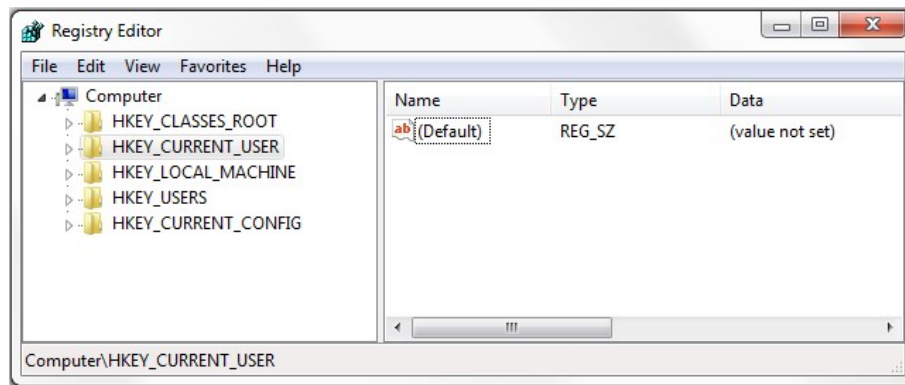 Registry Editor
File Edit View Favorites Help
Computer
HKEY_CLASSES_ROOT
HKEY_CURRENT_USER
HKEY_LOCAL_MACHINE
HKEY_USERS
HKEY_CURRENT_CONFIG
Name Type Data
ab (Default) REG_SZ (value not set)
Computer\HKEY_CURRENT_USER